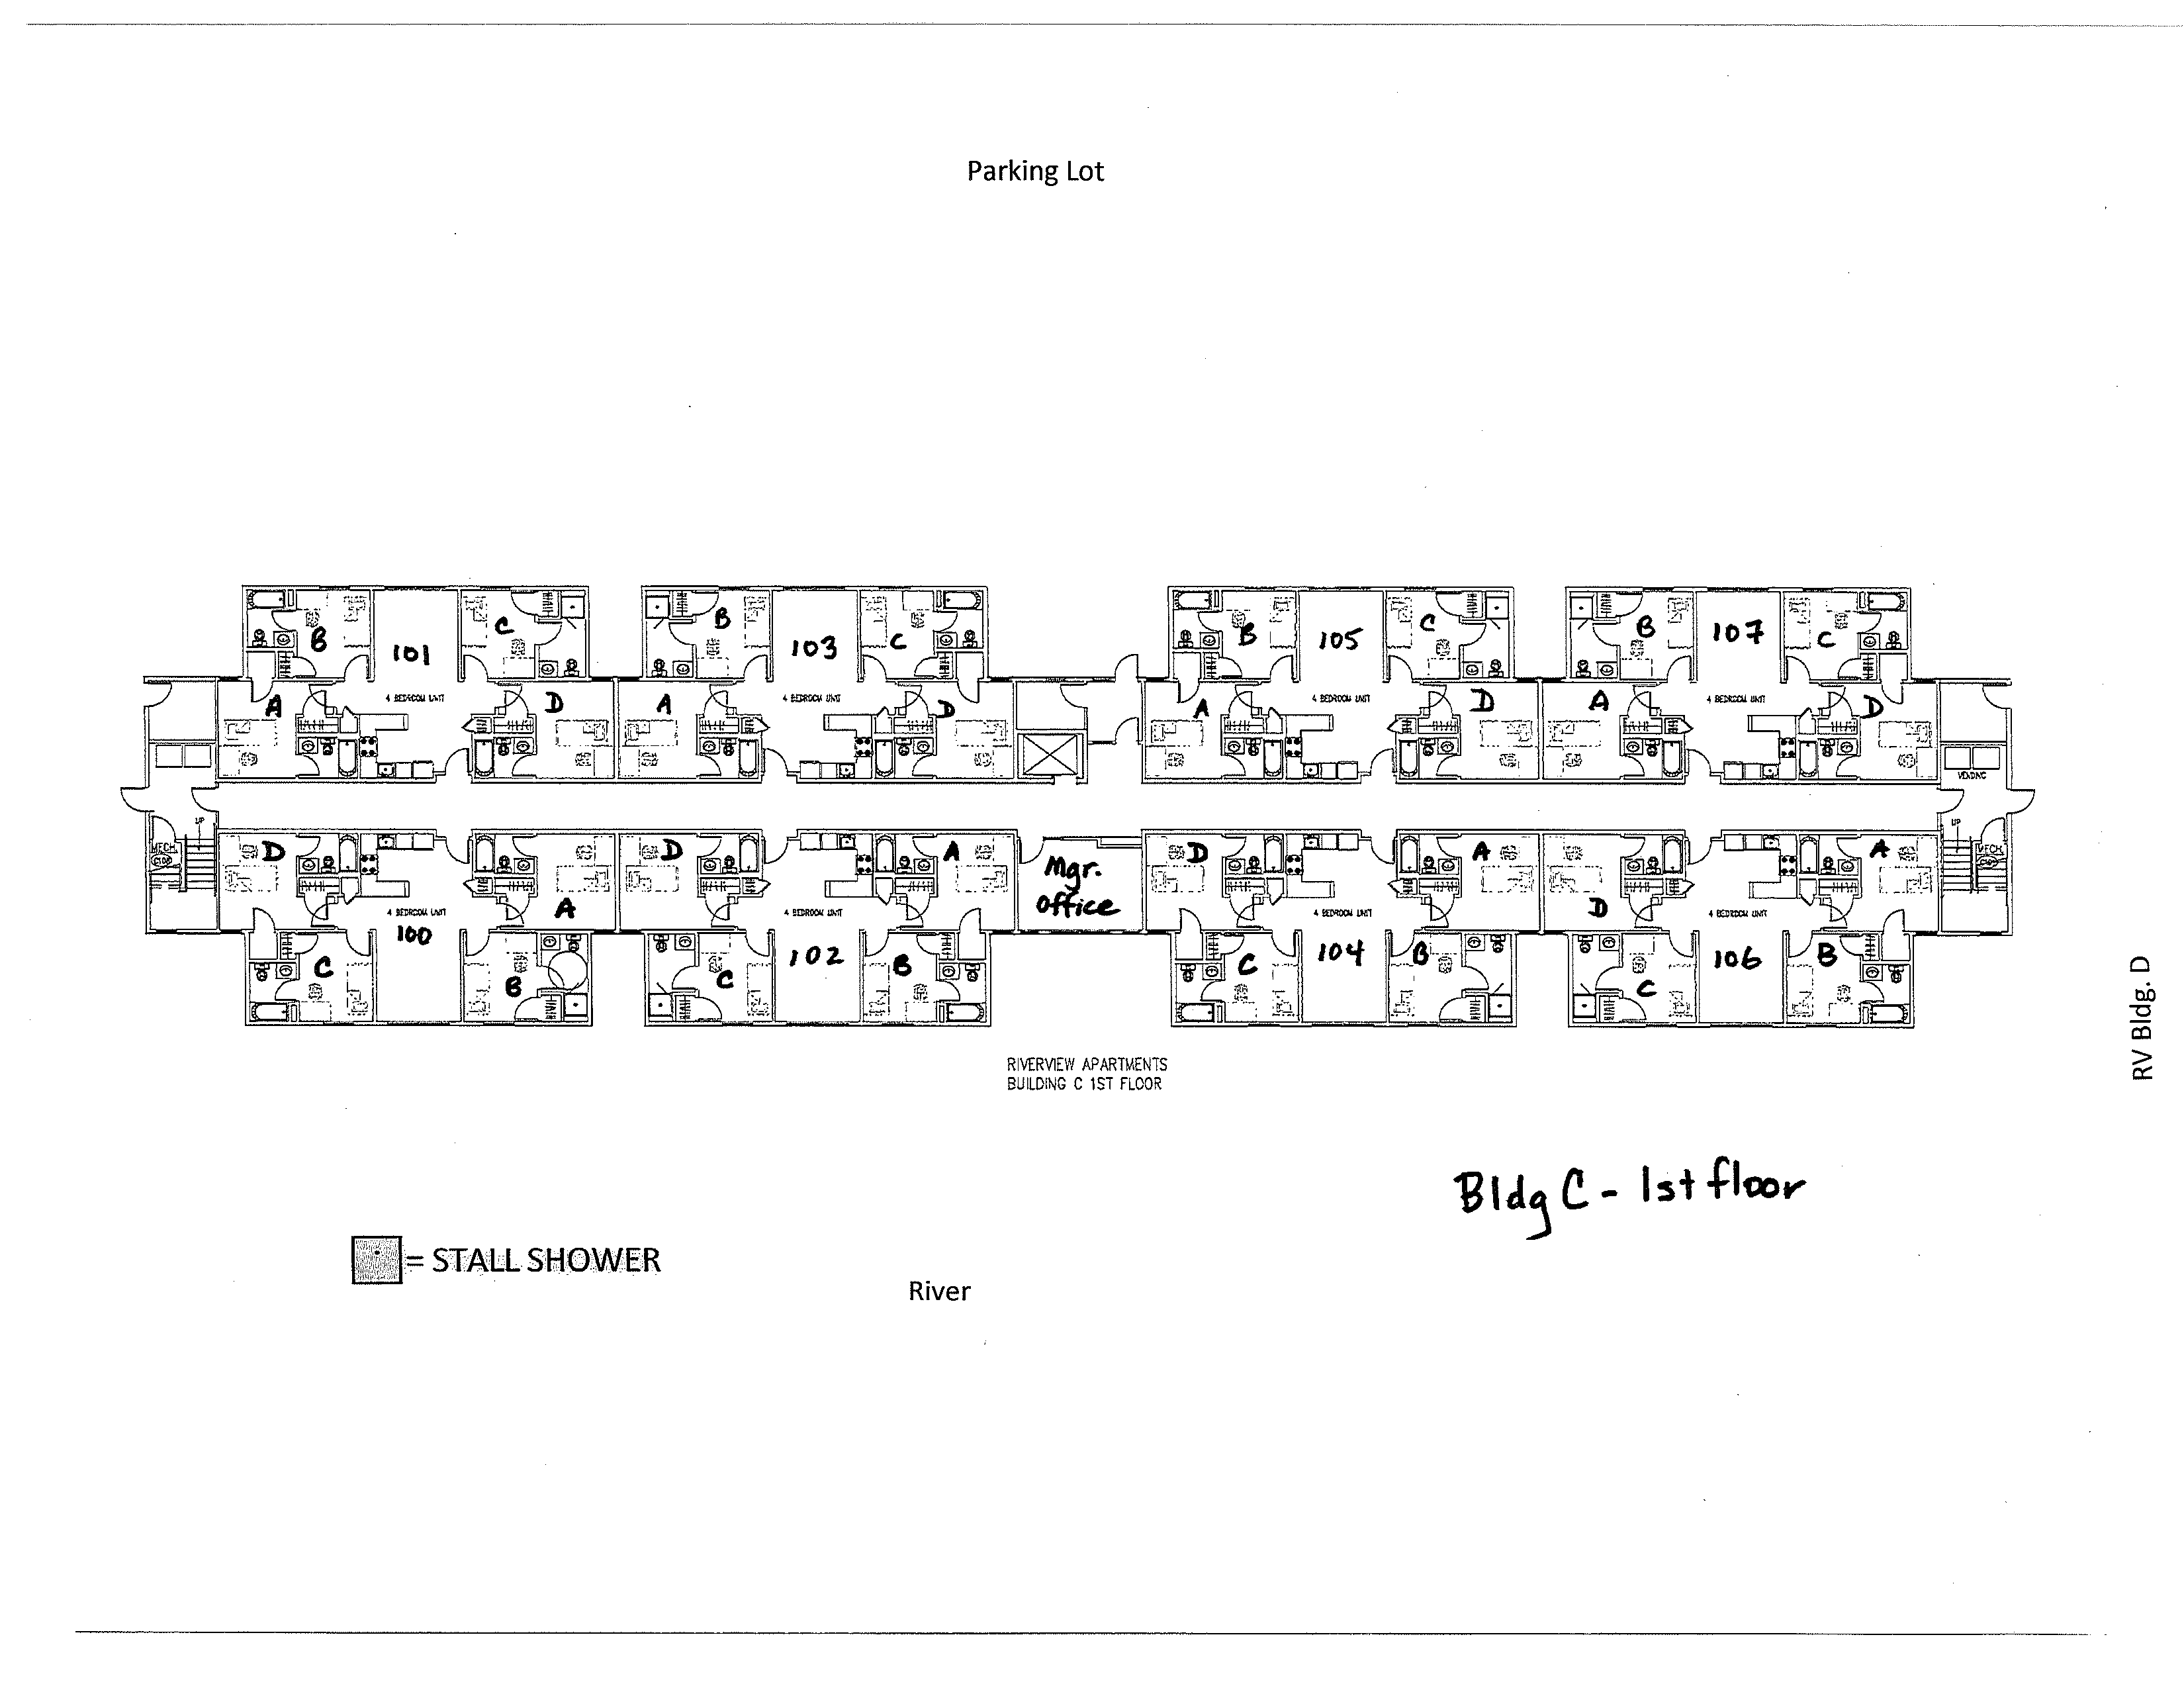 Parking Lot
B 101 C
B 103 C
B 105 C
B 107 C
A 4 BEDROOM UNIT D
A 4 BEDROOM UNIT D
A 4 BEDROOM UNIT D
A 4 BEDROOM UNIT D
VENDING
UP
MECH
D 4 BEDROOM UNIT A
100
C B
D 4 BEDROOM UNIT A
102
C B
Mgr.
office
D 4 BEDROOM UNIT A
104
C B
D 4 BEDROOM UNIT A
106
C B
UP
MECH
RV Bldg. D
RIVERVIEW APARTMENTS
BUILDING C 1ST FLOOR
Bldg C - 1st floor
= STALL SHOWER
River